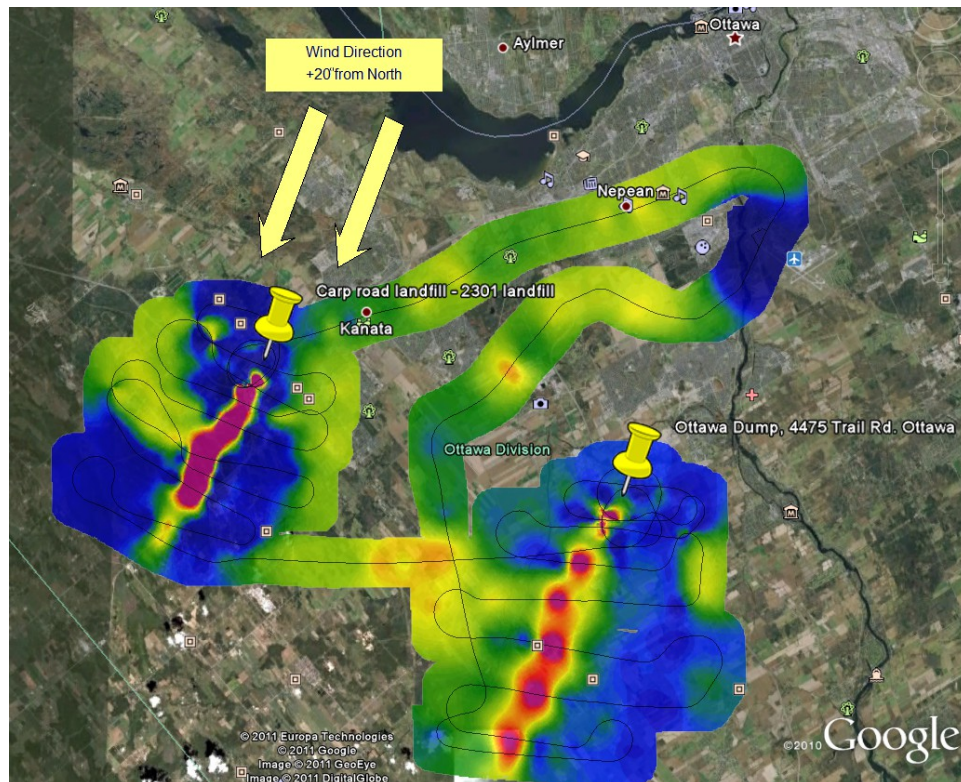 Ottawa
Aylmer
Wind Direction
+20°from North
Nepean
Carp road landfill - 2301 landfill
Kanata
Ottawa Dump, 4475 Trail Rd. Ottawa
Ottawa Division
© 2011 Europa Technologies
© 2011 Google
Image © 2011 GeoEye
Image © 2011 DigitalGlobe
©2010 Google